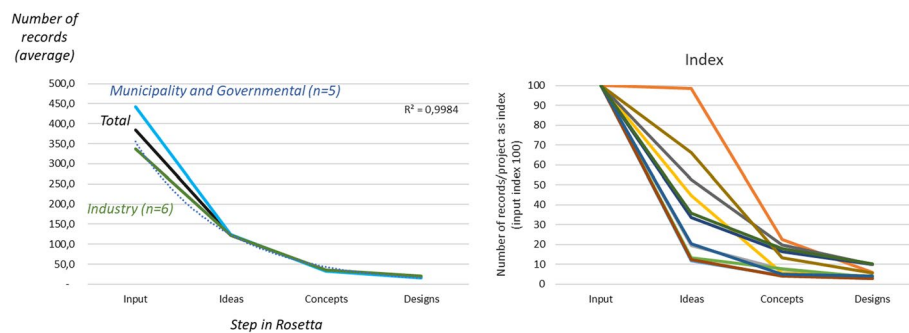 Number of
records
(average)
500,0
450,0
400,0
350,0
300,0
250,0
200,0
150,0
100,0
50,0
-
Municipality and Governmental (n=5)
R² = 0,9984
Total
Industry (n=6)
Input Ideas Concepts Designs
Step in Rosetta
Index
Number of records/project as index
(input index 100)
100
90
80
70
60
50
40
30
20
10
0
Input Ideas Concepts Designs